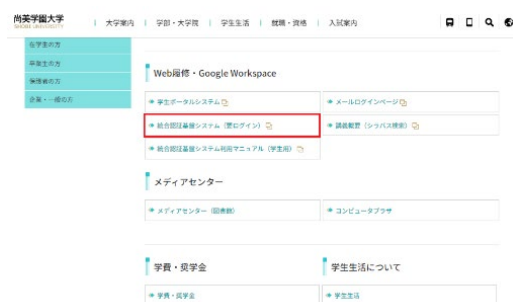 尚美学園大学
SHOBI UNIVERSITY
大学案内 学部・大学院 学生生活 就職・資格 入試案内
在学生の方
卒業生の方
保護者の方
企業・一般の方
Web履修・Google Workspace
学生ポータルシステム
メールログインページ
統合認証基盤システム（要ログイン）
講義概要（シラバス検索）
統合認証基盤システム利用マニュアル（学生用）
メディアセンター
メディアセンター（図書館）
コンピュータプラザ
学費・奨学金
学生生活について
学費・奨学金
学生生活